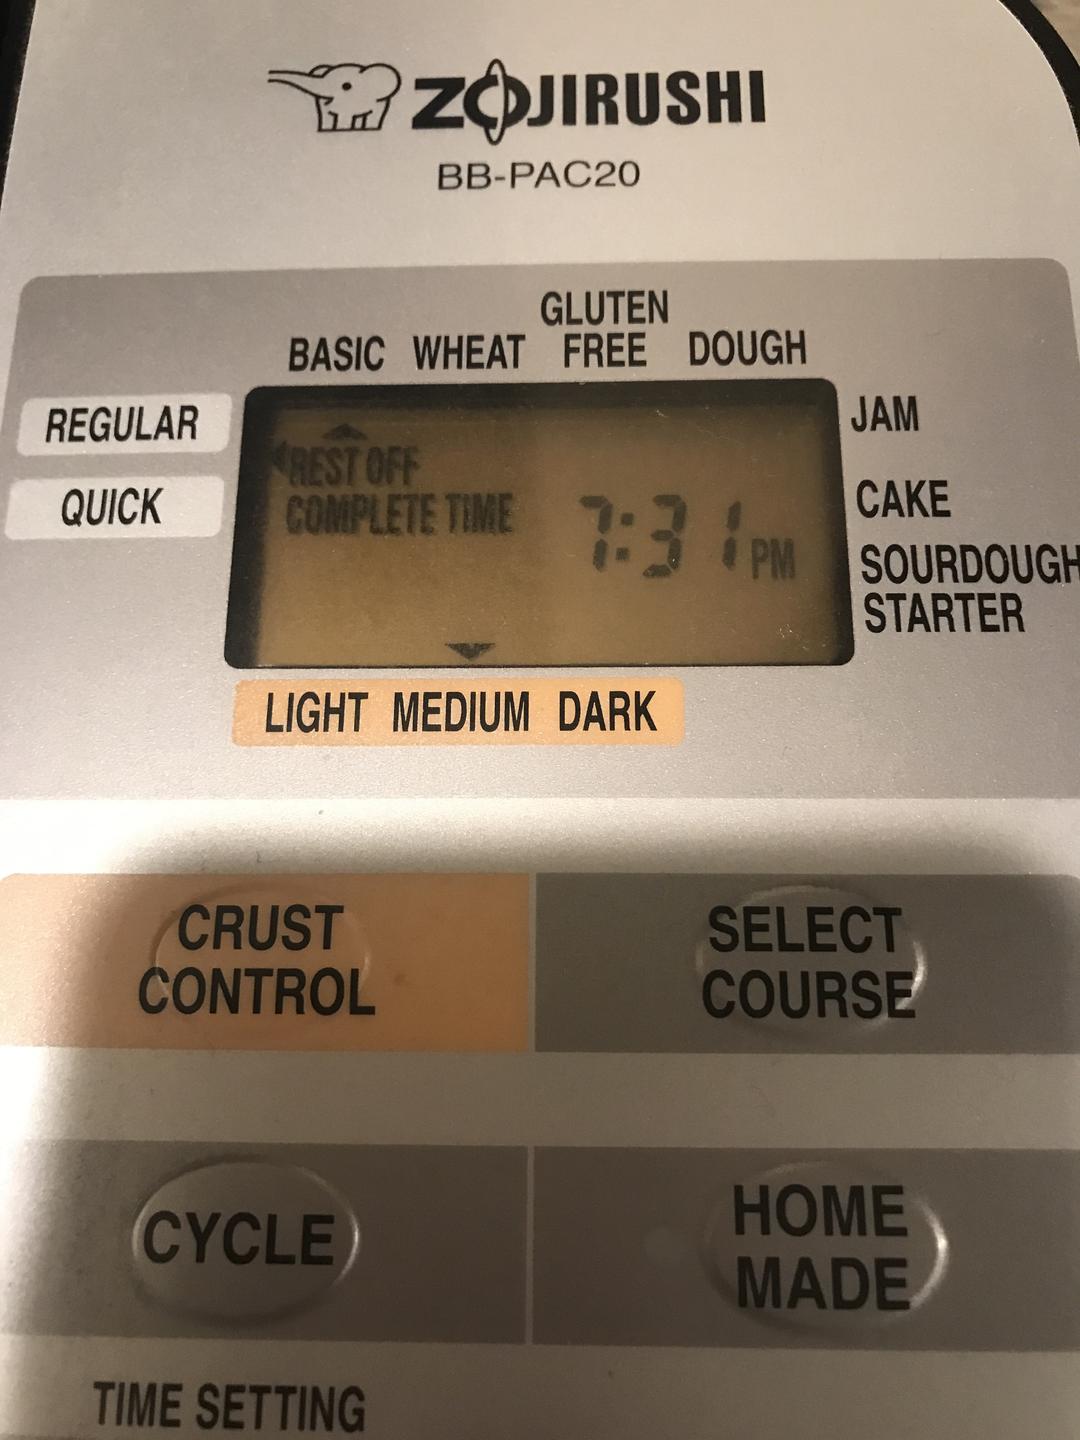 ZOJIRUSHI
BB-PAC20
BASIC WHEAT GLUTEN FREE DOUGH
REGULAR
QUICK
REST OFF
COMPLETE TIME
7:31 PM
JAM
CAKE
SOURDOUGH
STARTER
LIGHT MEDIUM DARK
CRUST
CONTROL
SELECT
COURSE
CYCLE
HOME
MADE
TIME SETTING